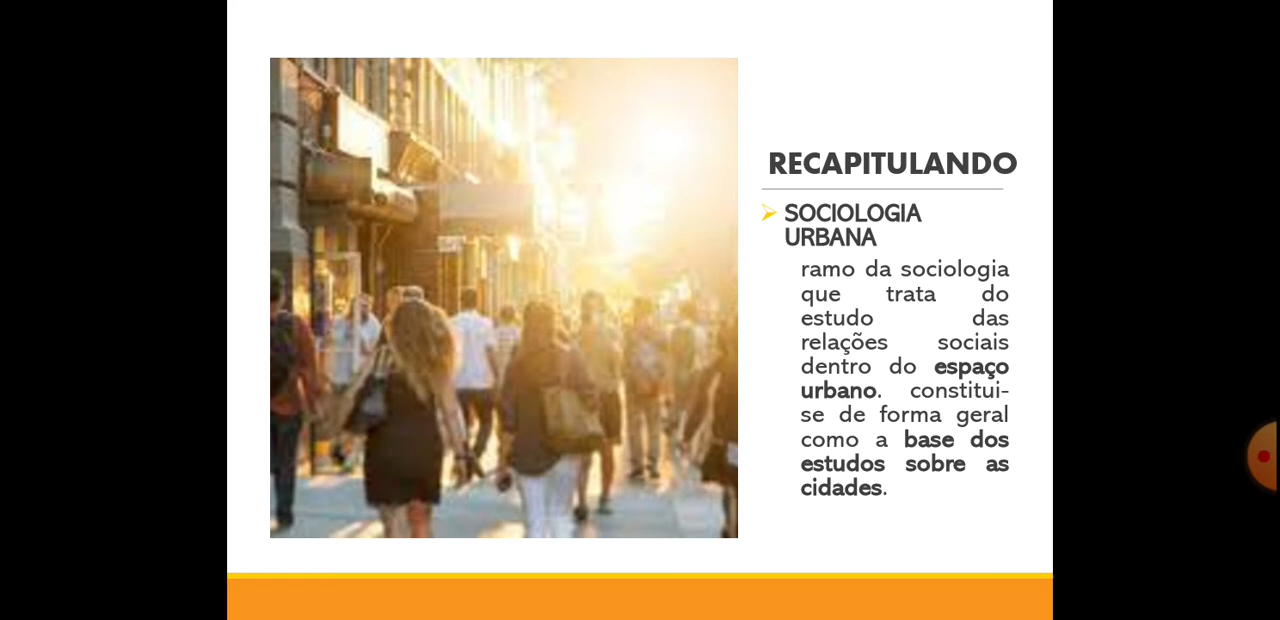 RECAPITULANDO
SOCIOLOGIA
URBANA
ramo da sociologia
que trata do
estudo das
relações sociais
dentro do espaço
urbano. constitui-
se de forma geral
como a base dos
estudos sobre as
cidades.